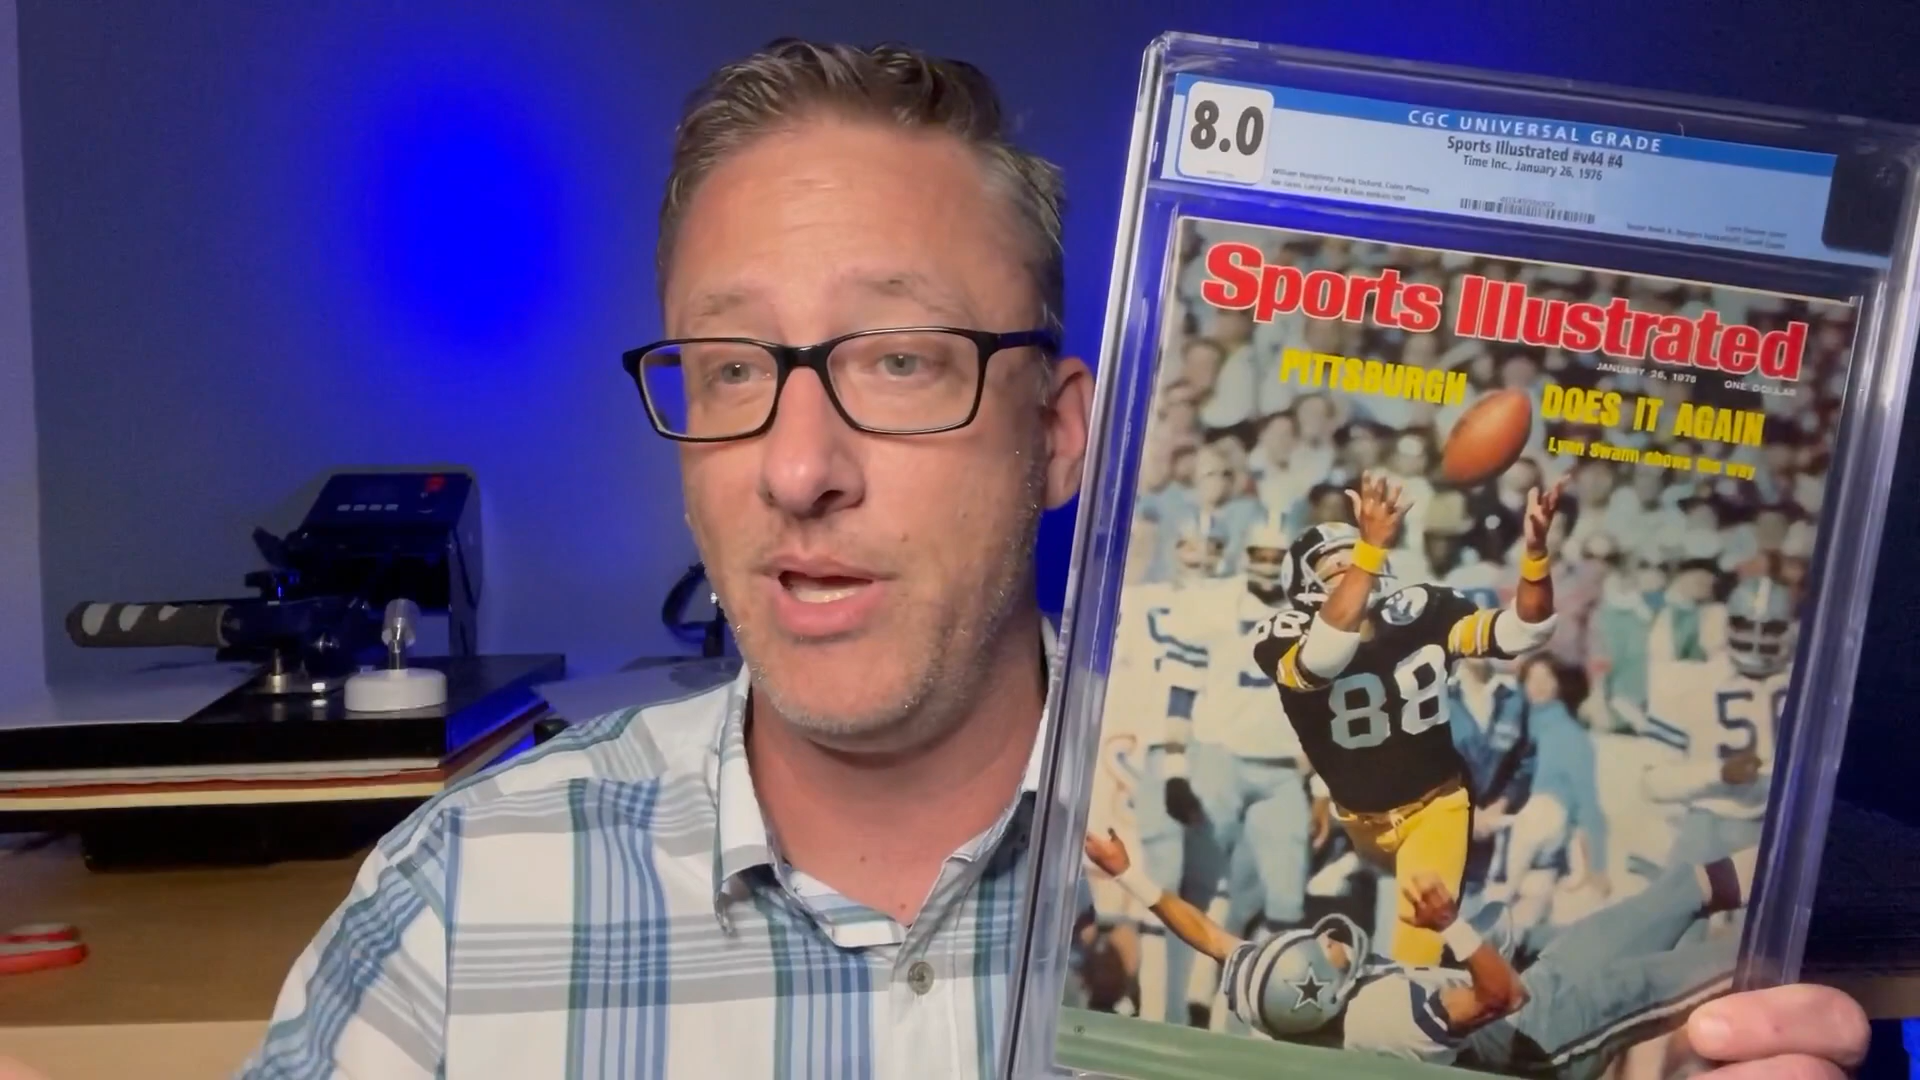 8.0
CGC UNIVERSAL GRADE
Sports Illustrated #v44 #4
Time Inc., January 26, 1976
Sports Illustrated
JANUARY 26, 1976 ONE DOLLAR
PITTSBURGH DOES IT AGAIN
Lynn Swann shows the way
88
88